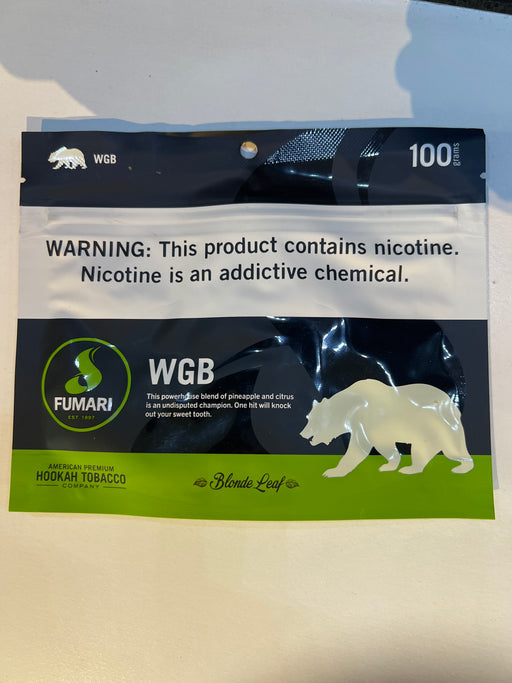 WGB
100 grams
WARNING: This product contains nicotine.
Nicotine is an addictive chemical.
FUMARI
EST. 1997
WGB
This powerhouse blend of pineapple and citrus
is an undisputed champion. One hit will knock
out your sweet tooth.
AMERICAN PREMIUM
HOOKAH TOBACCO
COMPANY
Blonde Leaf